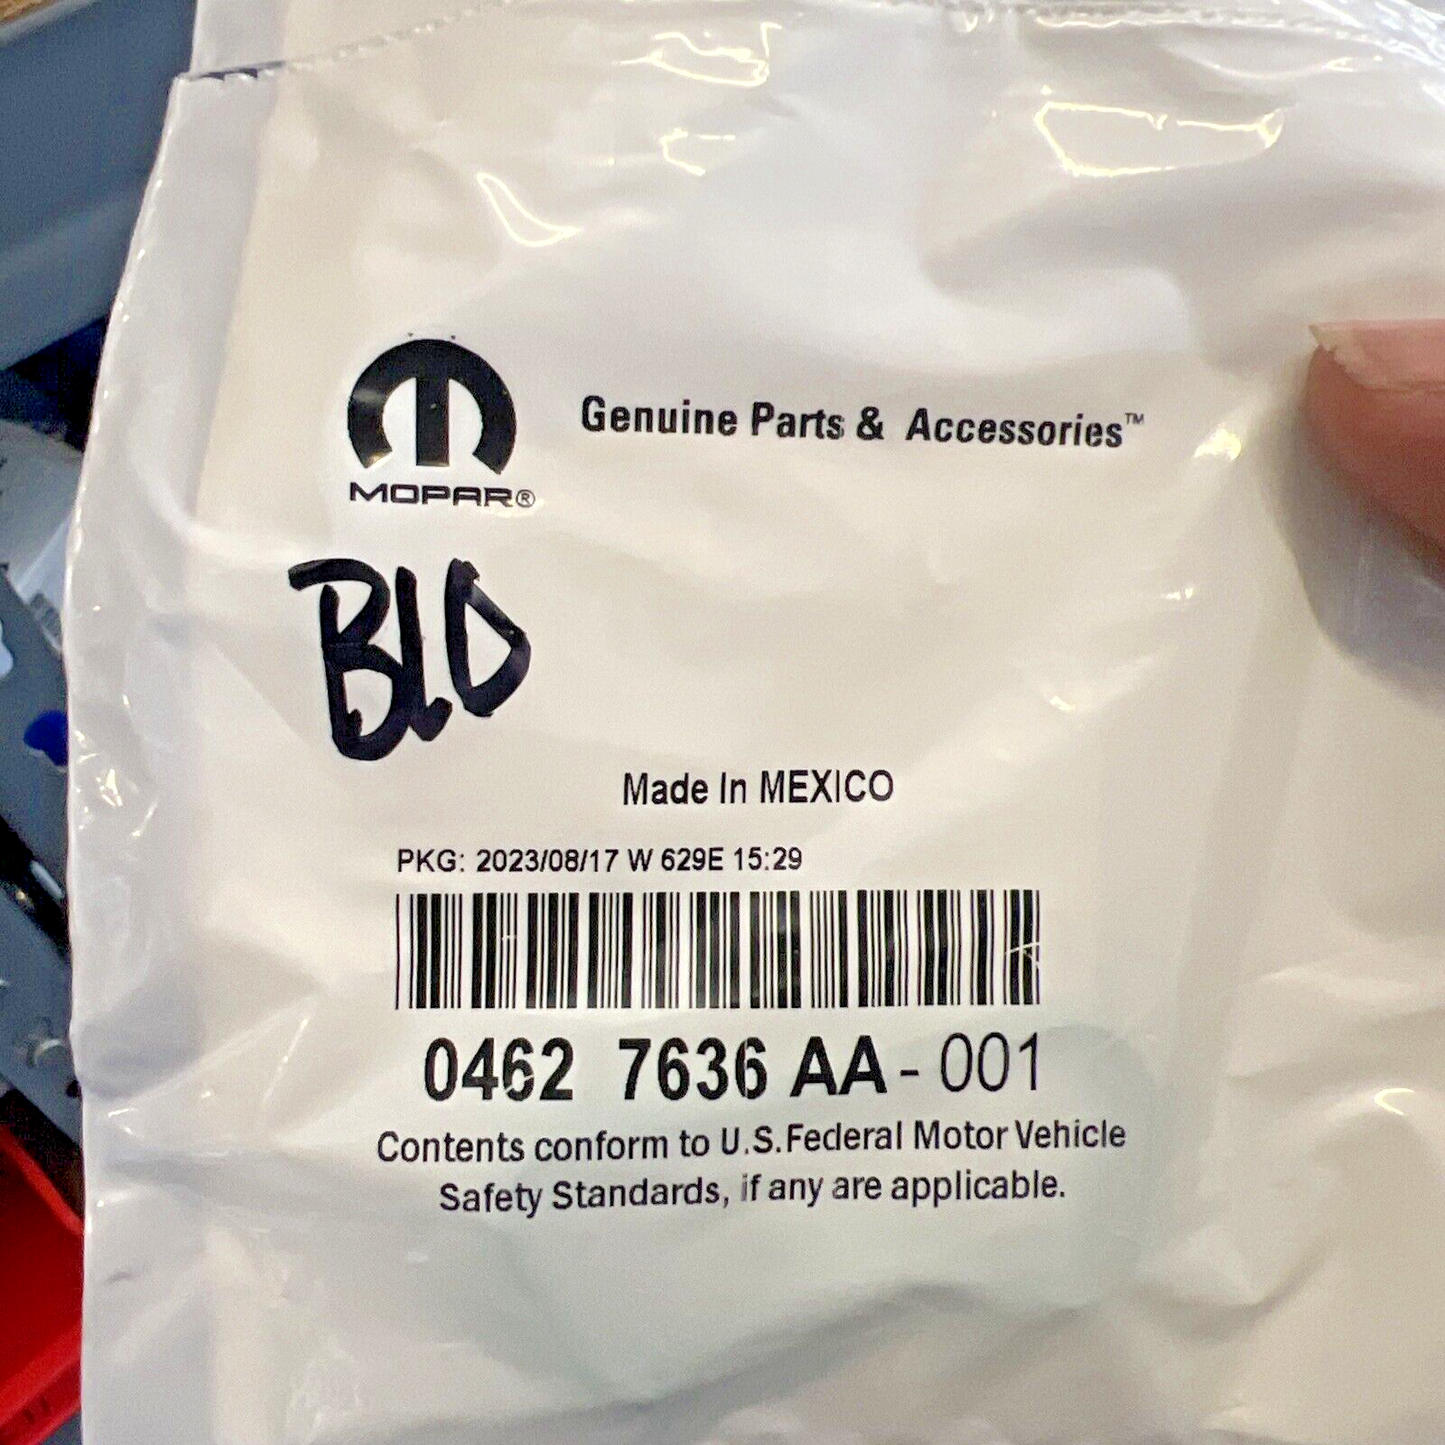 Genuine Parts & Accessories™
MOPAR®
BLD
Made In MEXICO
PKG: 2023/08/17 W 629E 15:29
0462 7636 AA - 001
Contents conform to U.S.Federal Motor Vehicle
Safety Standards, if any are applicable.